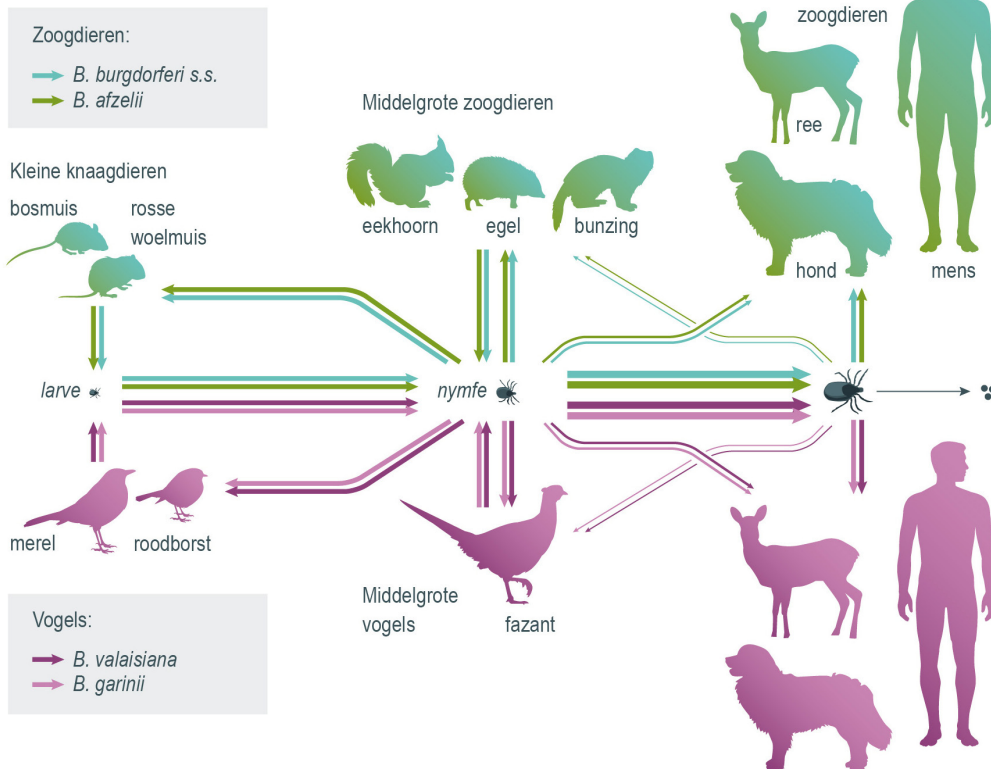 Zoogdieren:
B. burgdorferi s.s.
B. afzelii
zoogdieren
ree
hond
mens
Middelgrote zoogdieren
eekhoorn
egel
bunzing
Kleine knaagdieren
bosmuis
rosse
woelmuis
larve
nymfe
merel
roodborst
Middelgrote
vogels
fazant
Vogels:
B. valaisiana
B. garinii